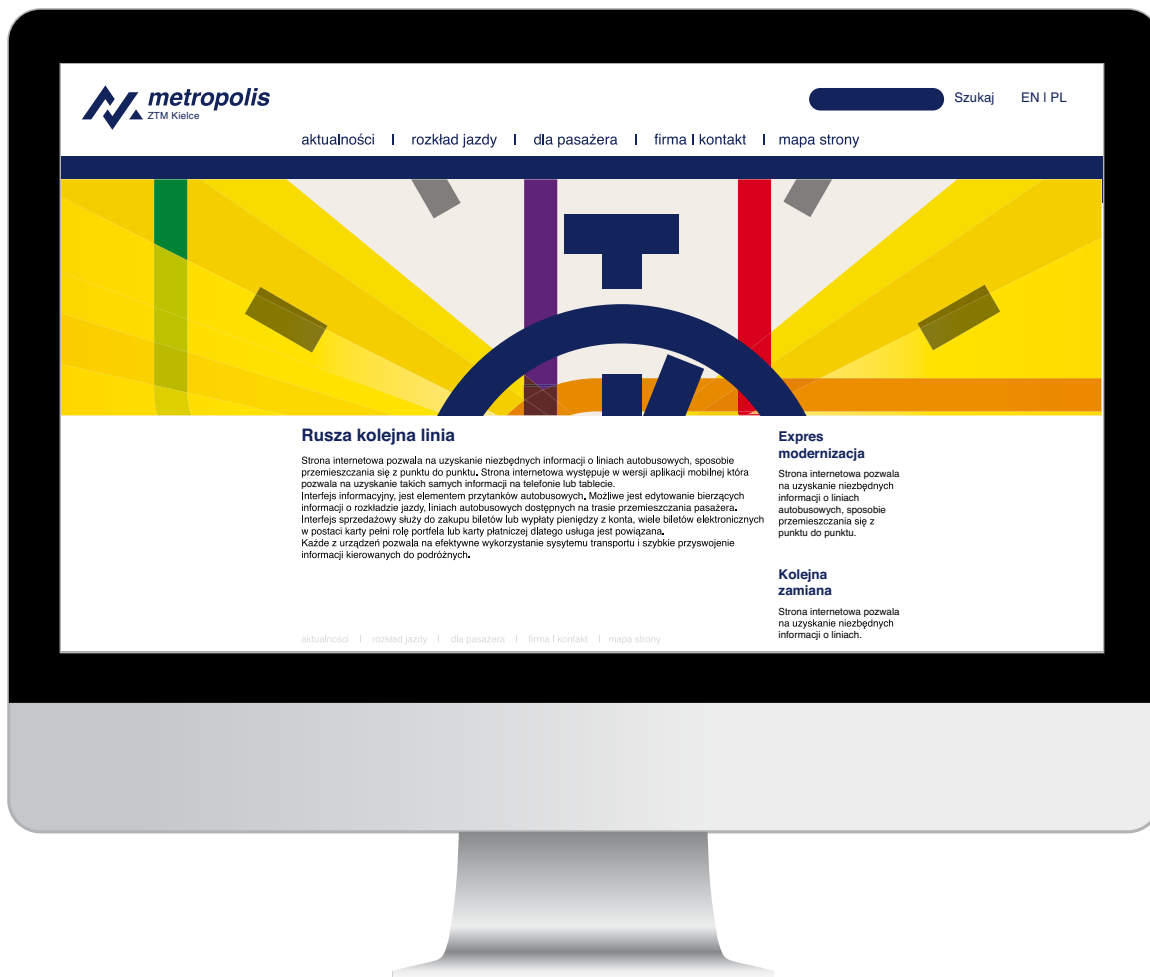 metropolis
ZTM Kielce
Szukaj
EN | PL
aktualności | rozkład jazdy | dla pasażera | firma I kontakt | mapa strony
Rusza kolejna linia
Strona internetowa pozwala na uzyskanie niezbędnych informacji o liniach autobusowych, sposobie
przemieszczania się z punktu do punktu. Strona internetowa występuje w wersji aplikacji mobilnej która
pozwala na uzyskanie takich samych informacji na telefonie lub tablecie.
Interfejs informacyjny, jest elementem przytanków autobusowych. Możliwe jest edytowanie bierzących
informacji o rozkładzie jazdy, liniach autobusowych dostępnych na trasie przemieszczania pasażera.
Interfejs sprzedażowy służy do zakupu biletów lub wypłaty pieniędzy z konta, wiele biletów elektronicznych
w postaci karty pełni rolę portfela lub karty płatniczej dlatego usługa jest powiązana.
Każde z urządzeń pozwala na efektywne wykorzystanie sysytemu transportu i szybkie przyswojenie
informacji kierowanych do podróżnych.
Expres
modernizacja
Strona internetowa pozwala
na uzyskanie niezbędnych
informacji o liniach
autobusowych, sposobie
przemieszczania się z
punktu do punktu.
Kolejna
zamiana
Strona internetowa pozwala
na uzyskanie niezbędnych
informacji o liniach.
aktualności | rozkład jazdy | dla pasażera | firma I kontakt | mapa strony